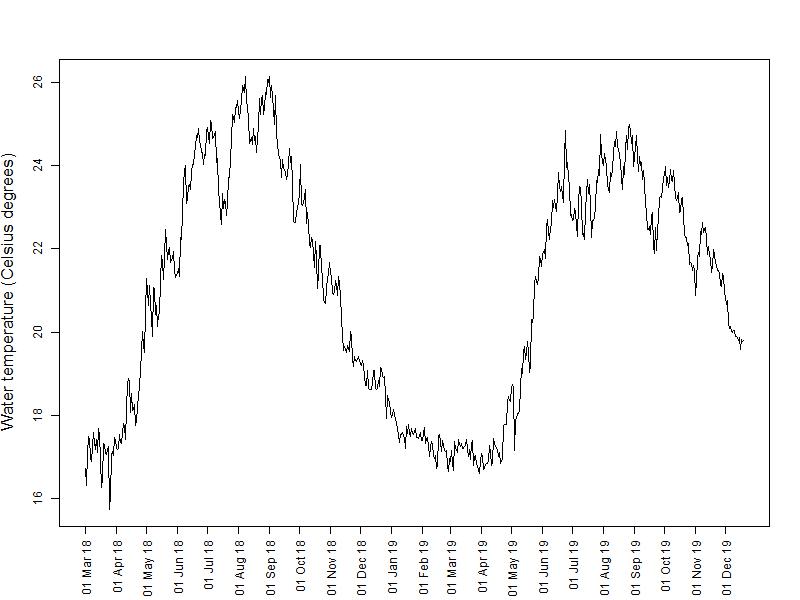 Water temperature (Celsius degrees)
26
24
22
20
18
16
01 Mar 18
01 Apr 18
01 May 18
01 Jun 18
01 Jul 18
01 Aug 18
01 Sep 18
01 Oct 18
01 Nov 18
01 Dec 18
01 Jan 19
01 Feb 19
01 Mar 19
01 Apr 19
01 May 19
01 Jun 19
01 Jul 19
01 Aug 19
01 Sep 19
01 Oct 19
01 Nov 19
01 Dec 19